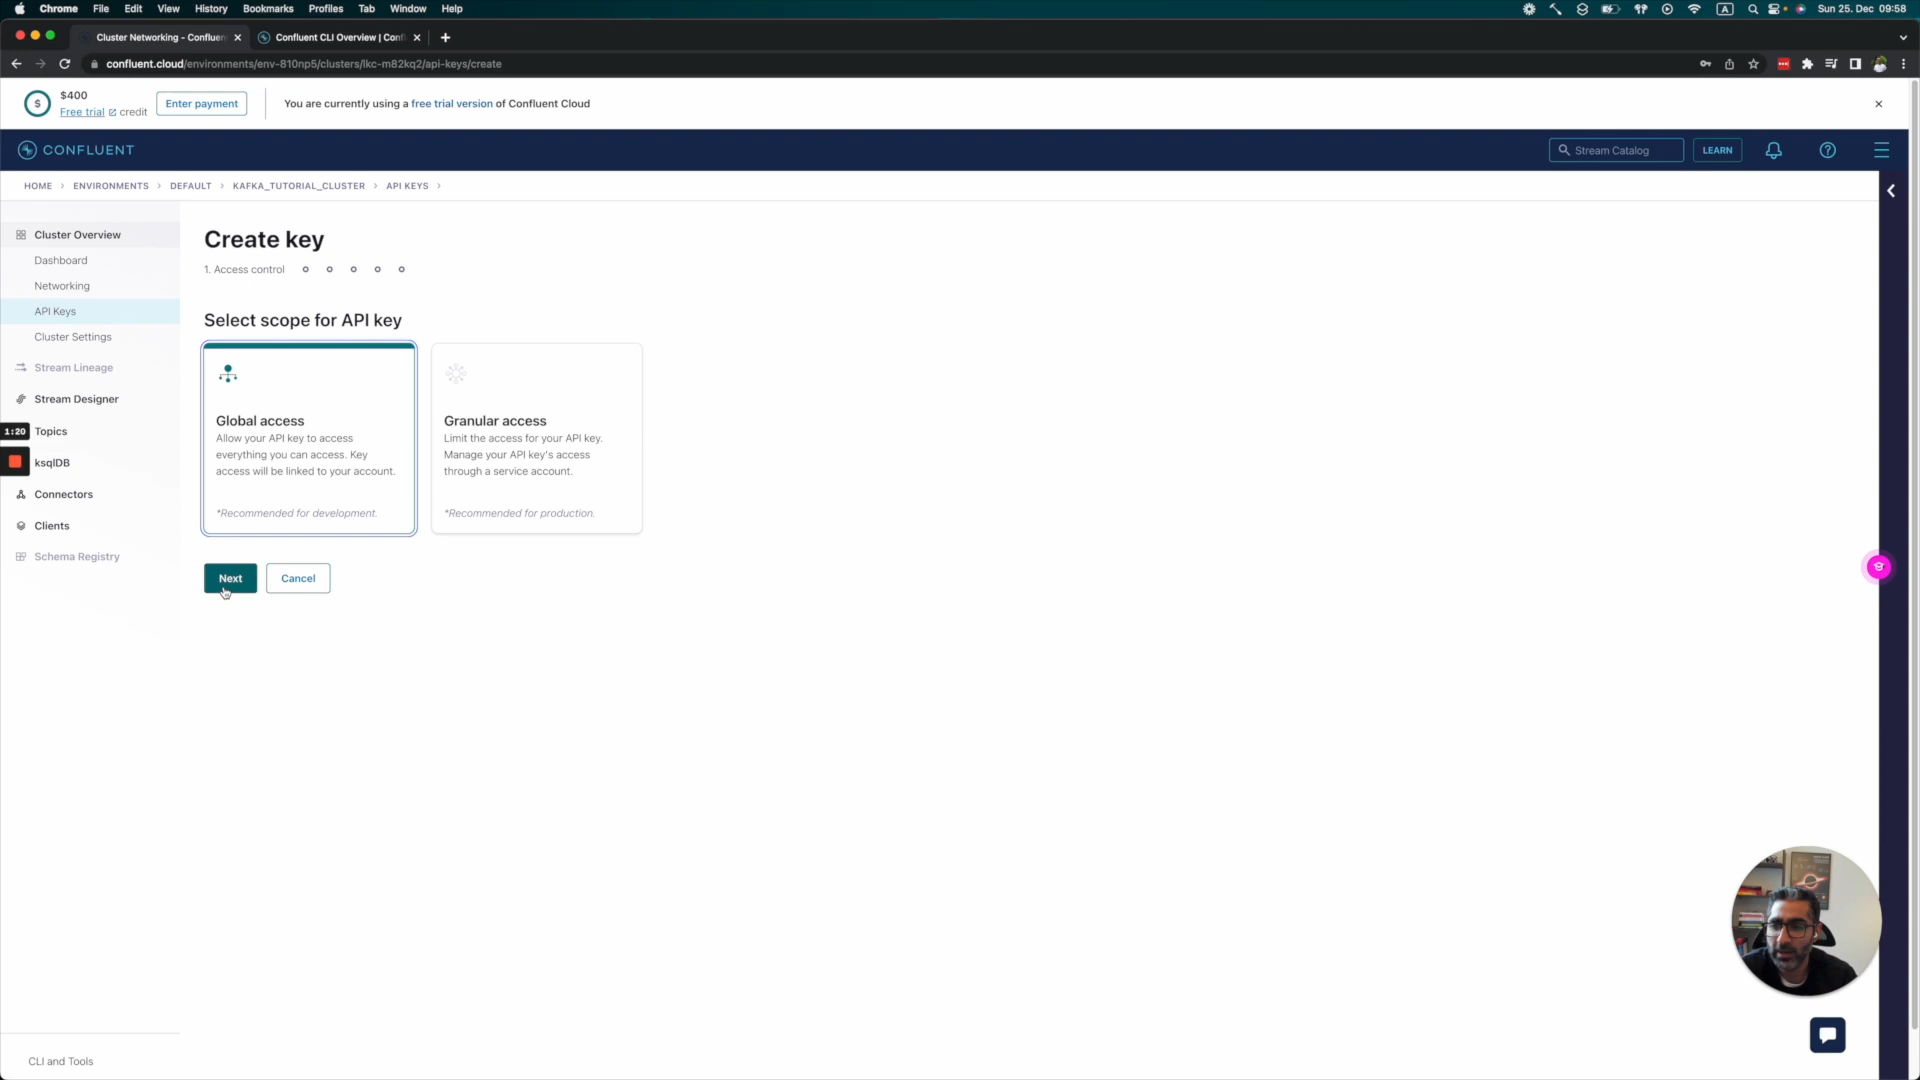 Chrome File Edit View History Bookmarks Profiles Tab Window Help
A
Sun 25. Dec 09:58
Cluster Networking - Confluen
Confluent CLI Overview | Conf
confluent.cloud/environments/env-810np5/clusters/lkc-m82kq2/api-keys/create
$
$400
Free trial credit
Enter payment
You are currently using a free trial version of Confluent Cloud
CONFLUENT
Stream Catalog
LEARN
HOME > ENVIRONMENTS > DEFAULT > KAFKA_TUTORIAL_CLUSTER > API KEYS >
Cluster Overview
Dashboard
Networking
API Keys
Cluster Settings
Stream Lineage
Stream Designer
1:20
Topics
ksqlDB
Connectors
Clients
Schema Registry
CLI and Tools
Create key
1. Access control
Select scope for API key
Global access
Allow your API key to access
everything you can access. Key
access will be linked to your account.
*Recommended for development.
Granular access
Limit the access for your API key.
Manage your API key's access
through a service account.
*Recommended for production.
Next
Cancel